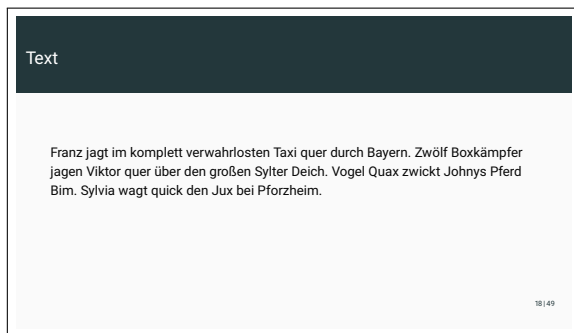 Text
Franz jagt im komplett verwahrlosten Taxi quer durch Bayern. Zwölf Boxkämpfer
jagen Viktor quer über den großen Sylter Deich. Vogel Quax zwickt Johnys Pferd
Bim. Sylvia wagt quick den Jux bei Pforzheim.
18 | 49